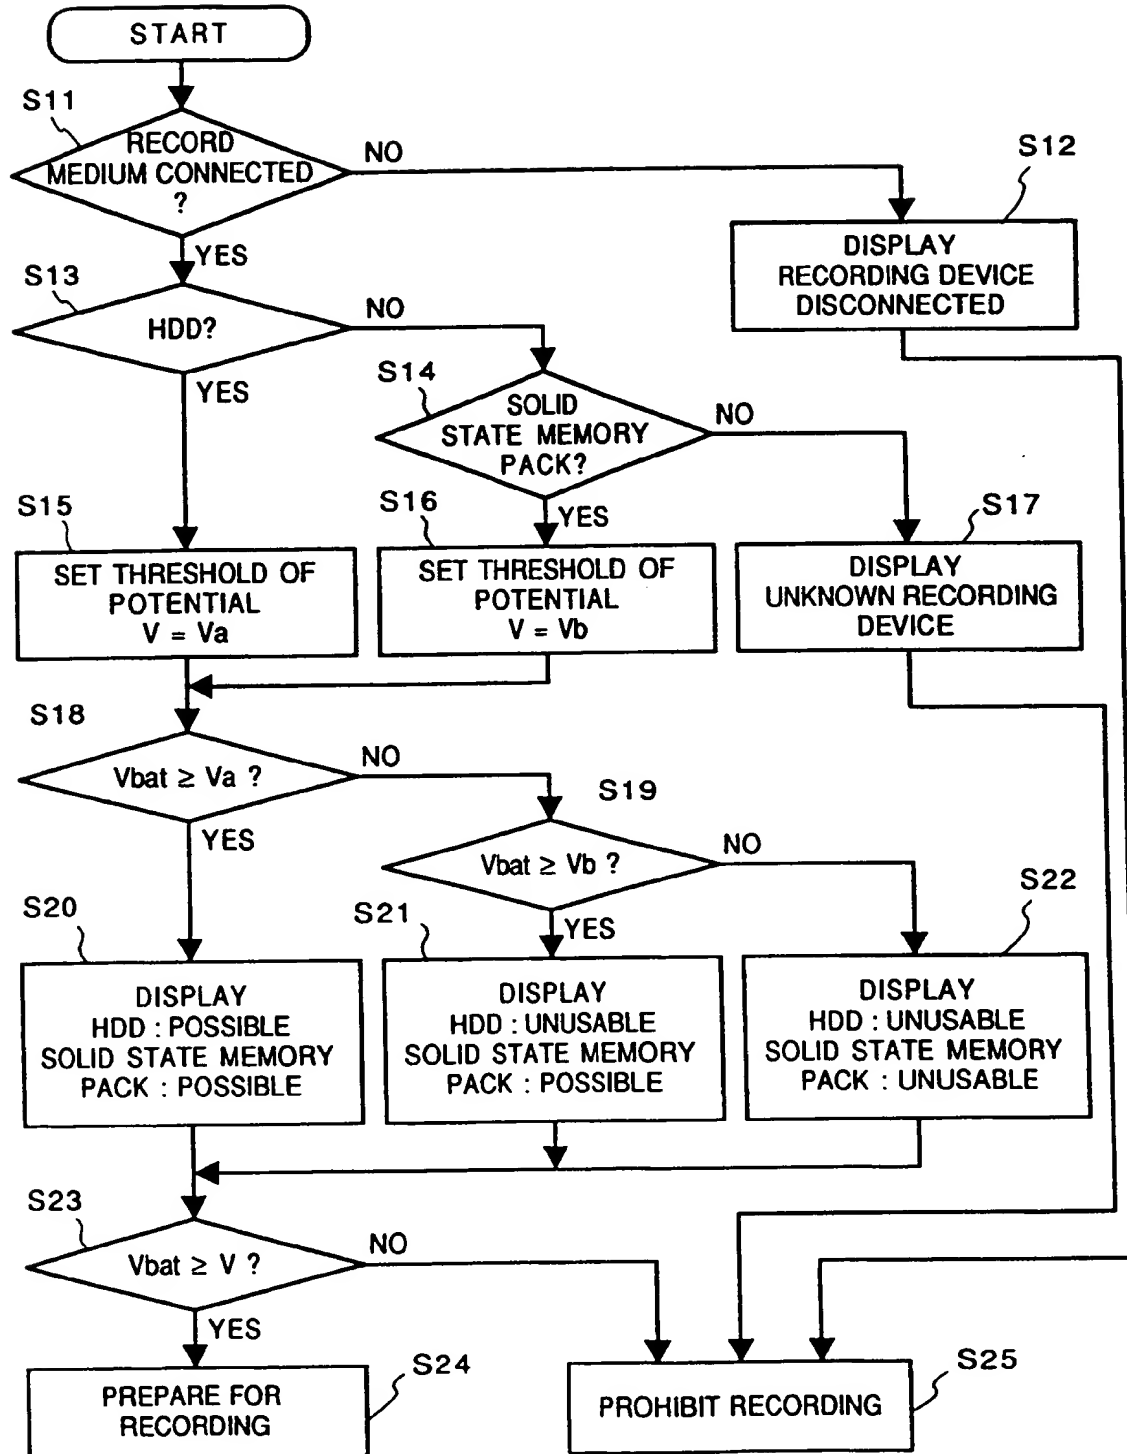 START
S11
RECORD
MEDIUM CONNECTED
?
NO
S12
YES
DISPLAY
RECORDING DEVICE
DISCONNECTED
S13
HDD?
NO
YES
S14
SOLID
STATE MEMORY
PACK?
NO
YES
S15
SET THRESHOLD OF
POTENTIAL
V = Va
S16
SET THRESHOLD OF
POTENTIAL
V = Vb
S17
DISPLAY
UNKNOWN RECORDING
DEVICE
S18
Vbat ≥ Va ?
NO
YES
S19
Vbat ≥ Vb ?
NO
YES
S20
DISPLAY
HDD : POSSIBLE
SOLID STATE MEMORY
PACK : POSSIBLE
S21
DISPLAY
HDD : UNUSABLE
SOLID STATE MEMORY
PACK : POSSIBLE
S22
DISPLAY
HDD : UNUSABLE
SOLID STATE MEMORY
PACK : UNUSABLE
S23
Vbat ≥ V ?
NO
YES
S24
PREPARE FOR
RECORDING
S25
PROHIBIT RECORDING